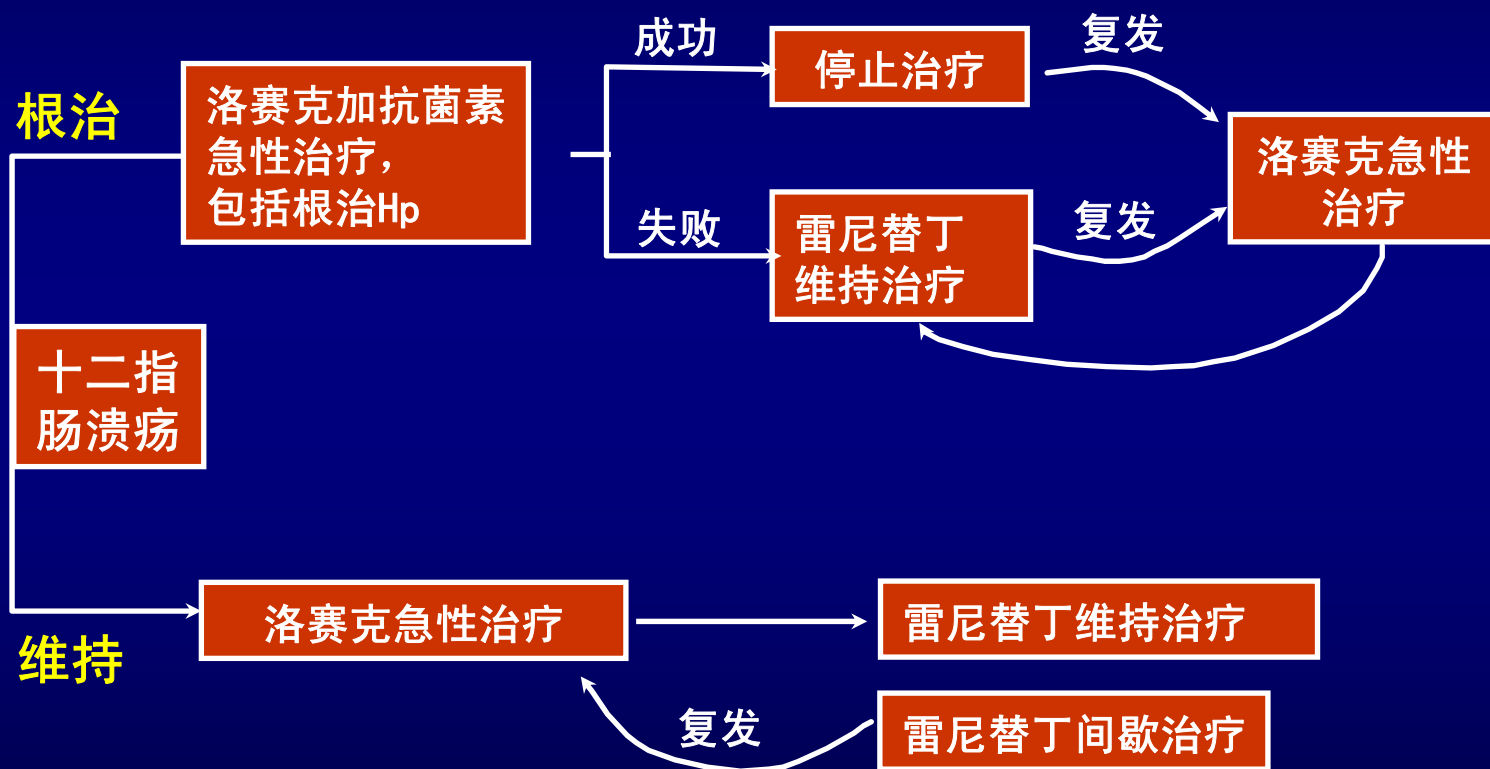 成功
复发
停止治疗
根治
洛赛克加抗菌素
急性治疗，
包括根治Hp
洛赛克急性
治疗
失败
复发
雷尼替丁
维持治疗
十二指
肠溃疡
洛赛克急性治疗
雷尼替丁维持治疗
维持
复发
雷尼替丁间歇治疗